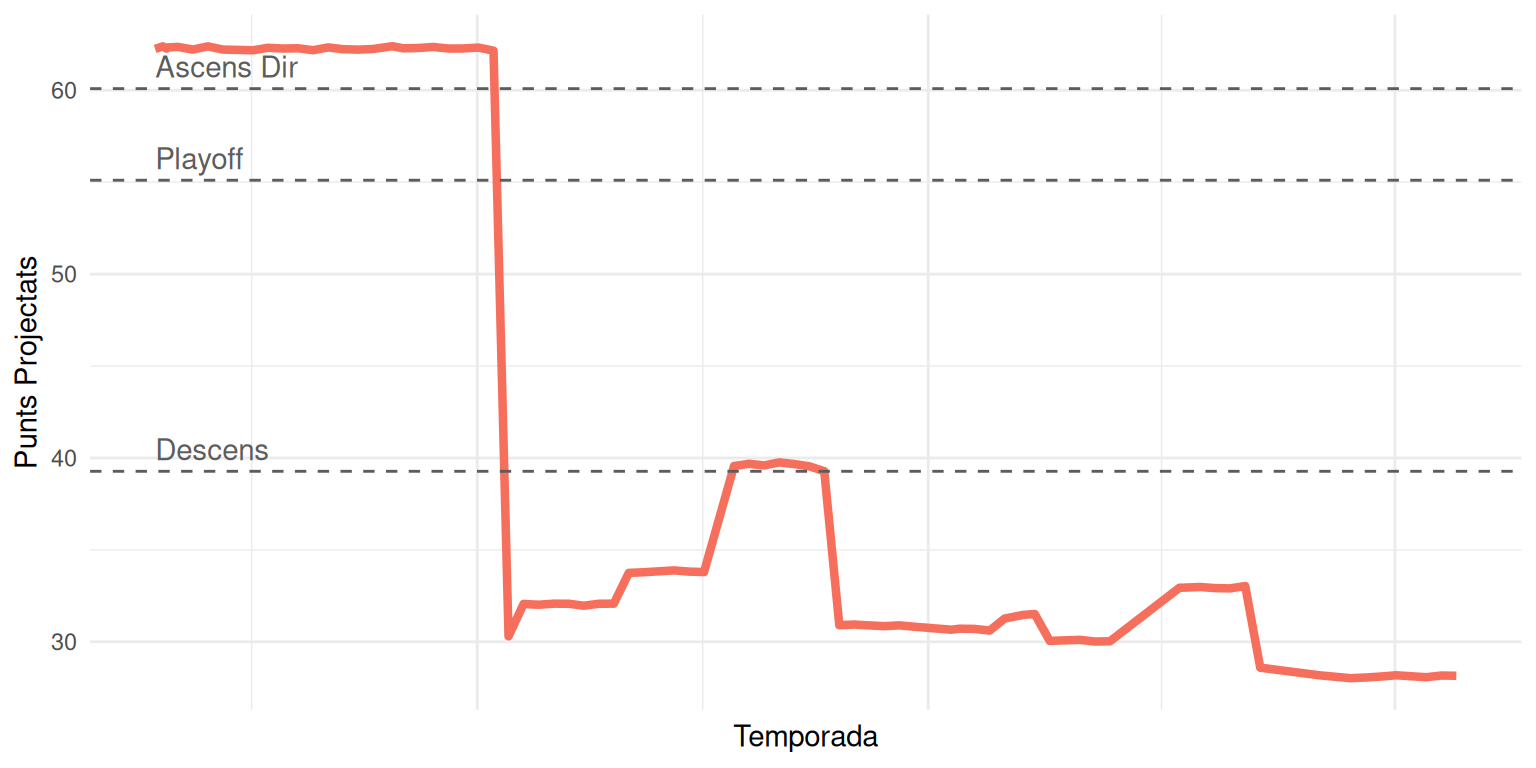 Ascens Dir
60
Playoff
50
Descens
40
30
Punts Projectats
Temporada